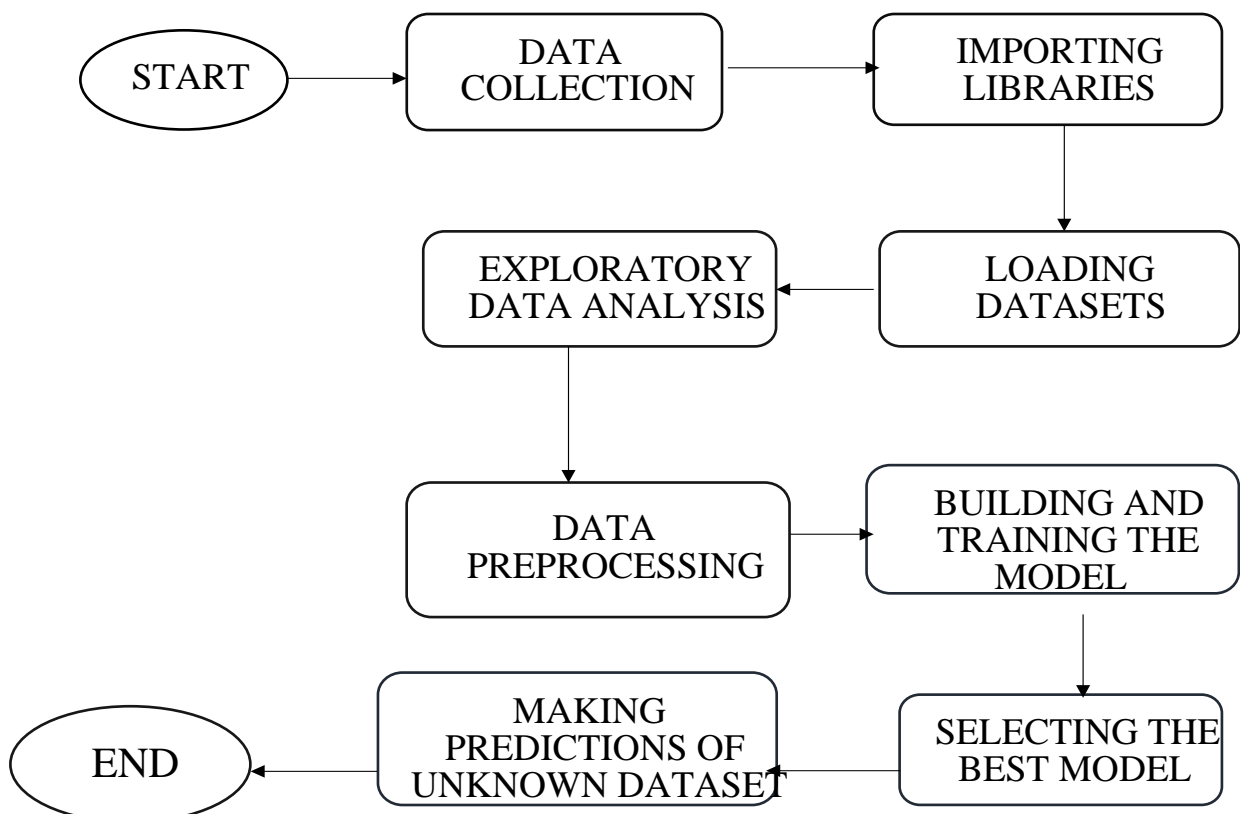 START
DATA
COLLECTION
IMPORTING
LIBRARIES
LOADING
DATASETS
EXPLORATORY
DATA ANALYSIS
DATA
PREPROCESSING
BUILDING AND
TRAINING THE
MODEL
SELECTING THE
BEST MODEL
MAKING
PREDICTIONS OF
UNKNOWN DATASET
END